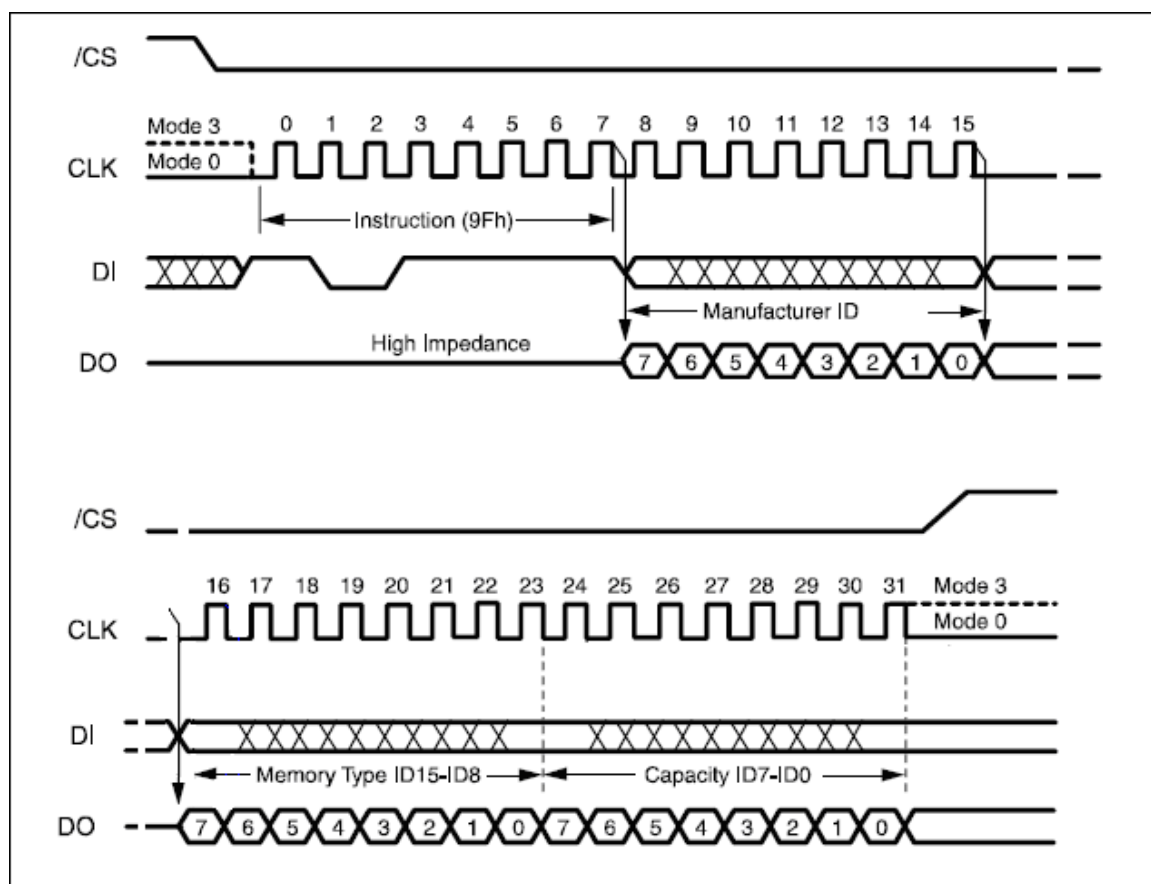 /CS
Mode 3 0 1 2 3 4 5 6 7 8 9 10 11 12 13 14 15
CLK Mode 0
Instruction (9Fh)
DI
Manufacturer ID
High Impedance
DO 7 6 5 4 3 2 1 0
/CS
16 17 18 19 20 21 22 23 24 25 26 27 28 29 30 31 Mode 3
CLK Mode 0
DI
Memory Type ID15-ID8 Capacity ID7-ID0
DO 7 6 5 4 3 2 1 0 7 6 5 4 3 2 1 0